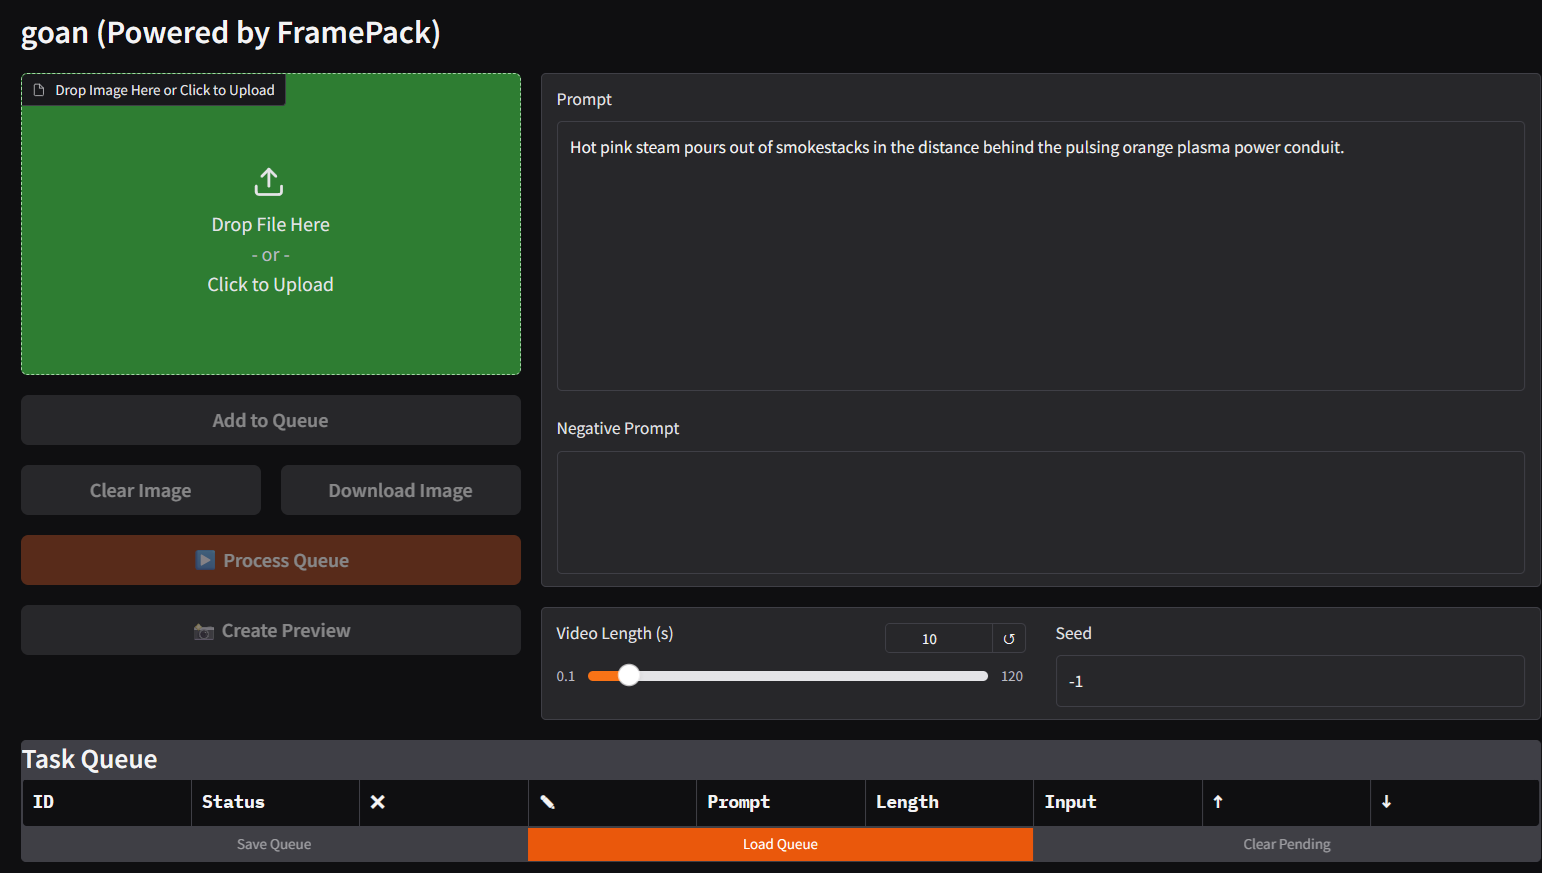 goan (Powered by FramePack)
Drop Image Here or Click to Upload
Drop File Here
- or -
Click to Upload
Add to Queue
Clear Image
Download Image
Process Queue
Create Preview
Prompt
Hot pink steam pours out of smokestacks in the distance behind the pulsing orange plasma power conduit.
Negative Prompt
Video Length (s)
10
↺
0.1
120
Seed
-1
Task Queue
ID Status ✕ ✎ Prompt Length Input ↑ ↓
Save Queue
Load Queue
Clear Pending